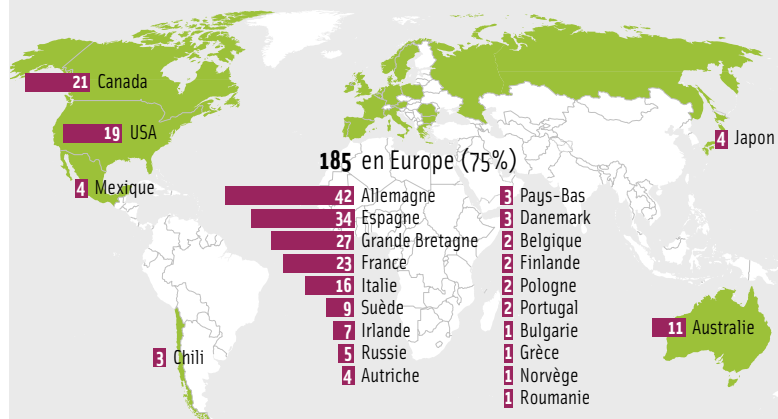 21 Canada
19 USA
4 Mexique
3 Chili
185 en Europe (75%)
42 Allemagne
34 Espagne
27 Grande Bretagne
23 France
16 Italie
9 Suède
7 Irlande
5 Russie
4 Autriche
3 Pays-Bas
3 Danemark
2 Belgique
2 Finlande
2 Pologne
2 Portugal
1 Bulgarie
1 Grèce
1 Norvège
1 Roumanie
4 Japon
11 Australie